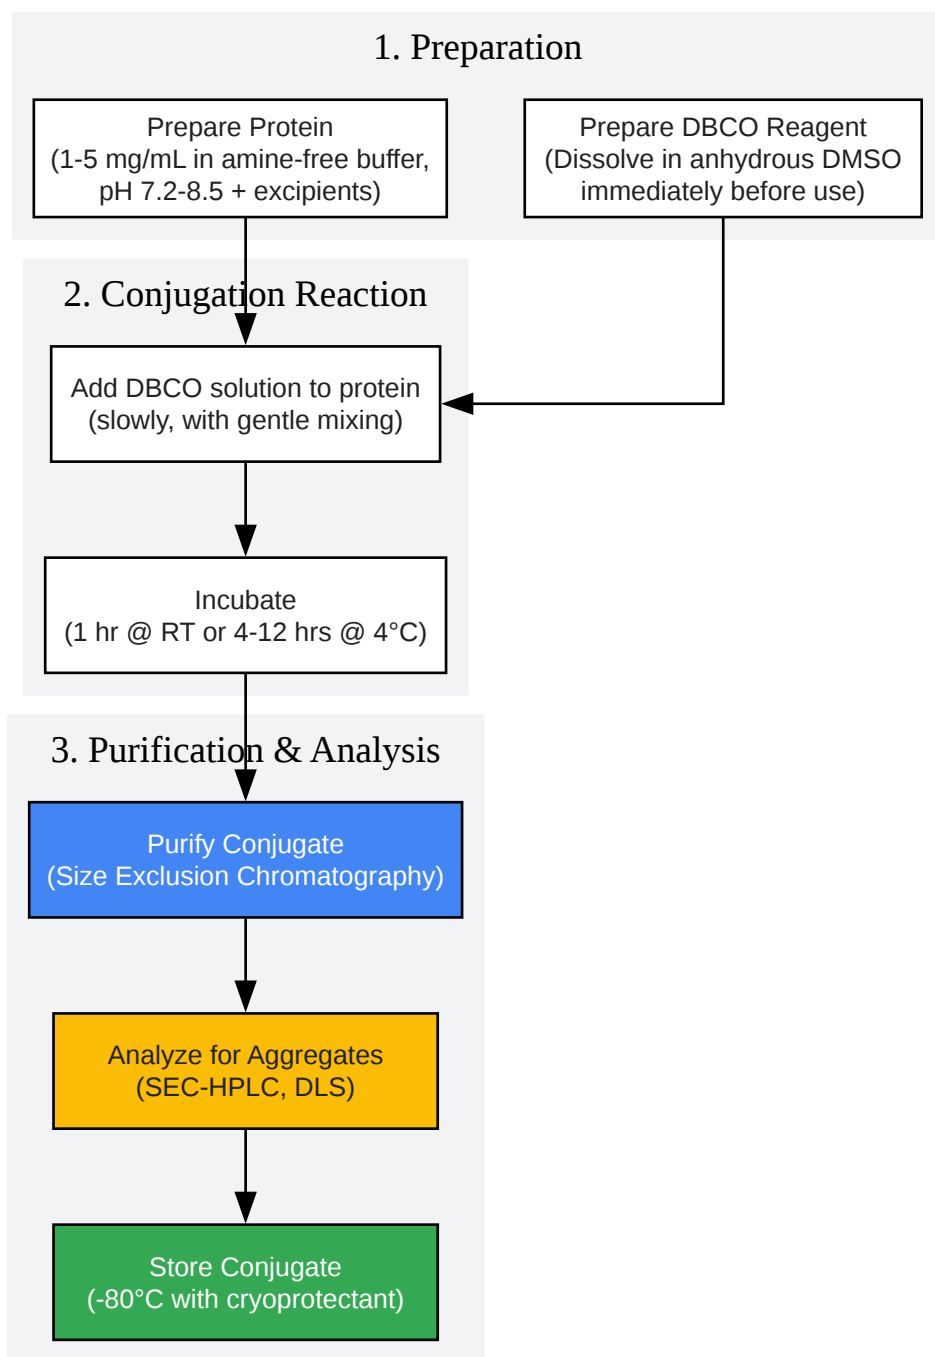 1. Preparation
Prepare Protein
(1-5 mg/mL in amine-free buffer,
pH 7.2-8.5 + excipients)
Prepare DBCO Reagent
(Dissolve in anhydrous DMSO
immediately before use)
2. Conjugation Reaction
Add DBCO solution to protein
(slowly, with gentle mixing)
Incubate
(1 hr @ RT or 4-12 hrs @ 4°C)
3. Purification & Analysis
Purify Conjugate
(Size Exclusion Chromatography)
Analyze for Aggregates
(SEC-HPLC, DLS)
Store Conjugate
(-80°C with cryoprotectant)